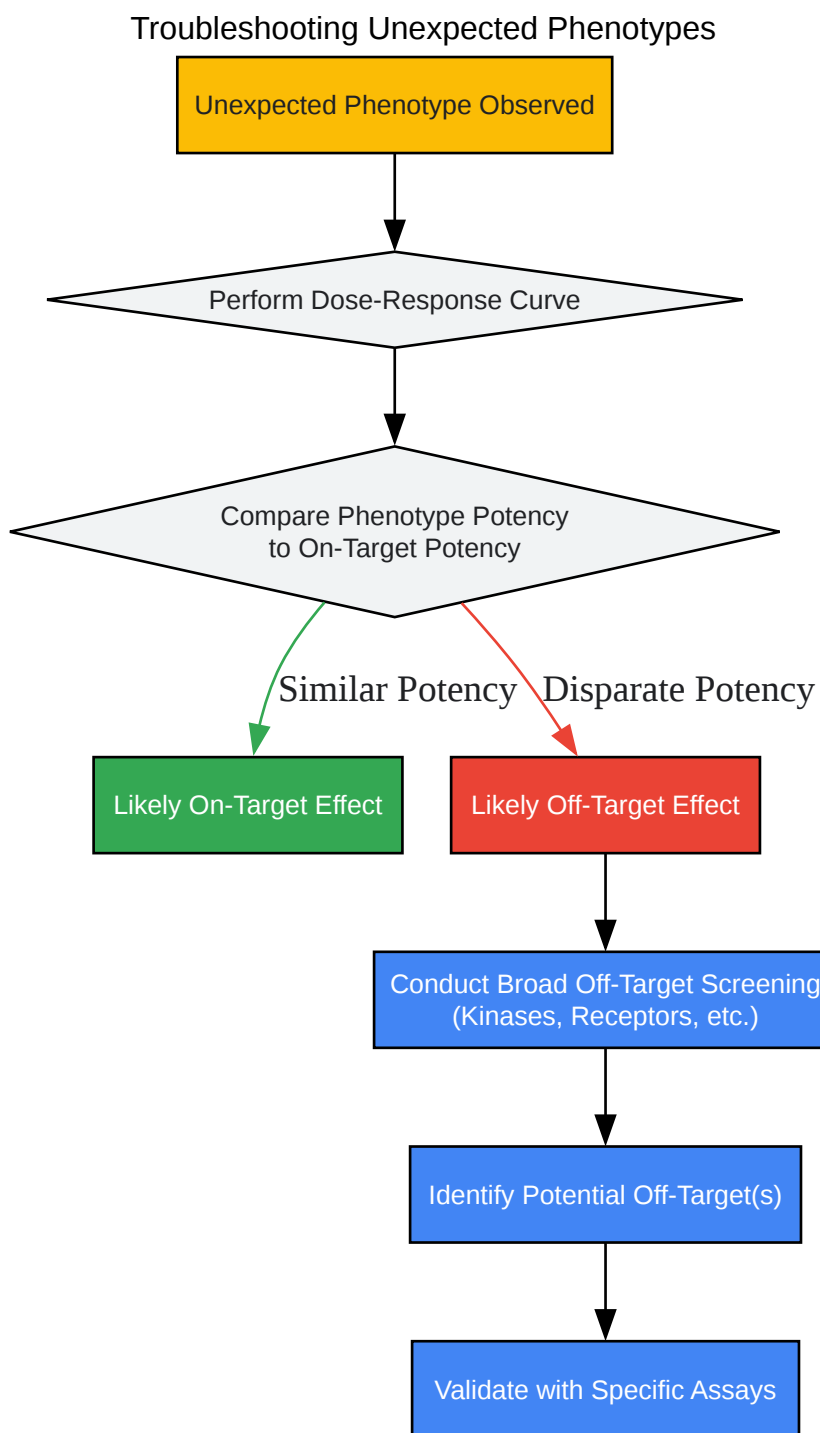 Troubleshooting Unexpected Phenotypes
Unexpected Phenotype Observed
Perform Dose-Response Curve
Compare Phenotype Potency
to On-Target Potency
Similar Potency
Disparate Potency
Likely On-Target Effect
Likely Off-Target Effect
Conduct Broad Off-Target Screening
(Kinases, Receptors, etc.)
Identify Potential Off-Target(s)
Validate with Specific Assays